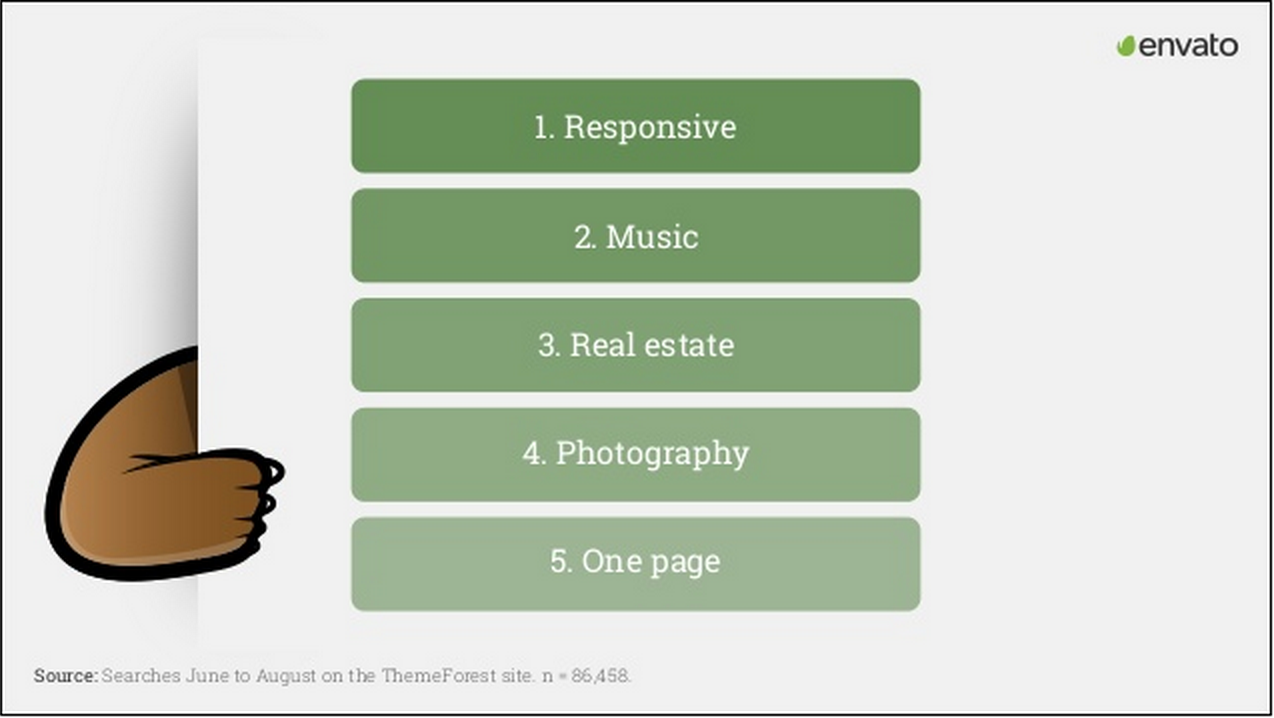 envato
1. Responsive
2. Music
3. Real estate
4. Photography
5. One page
Source: Searches June to August on the ThemeForest site. n = 86,458.